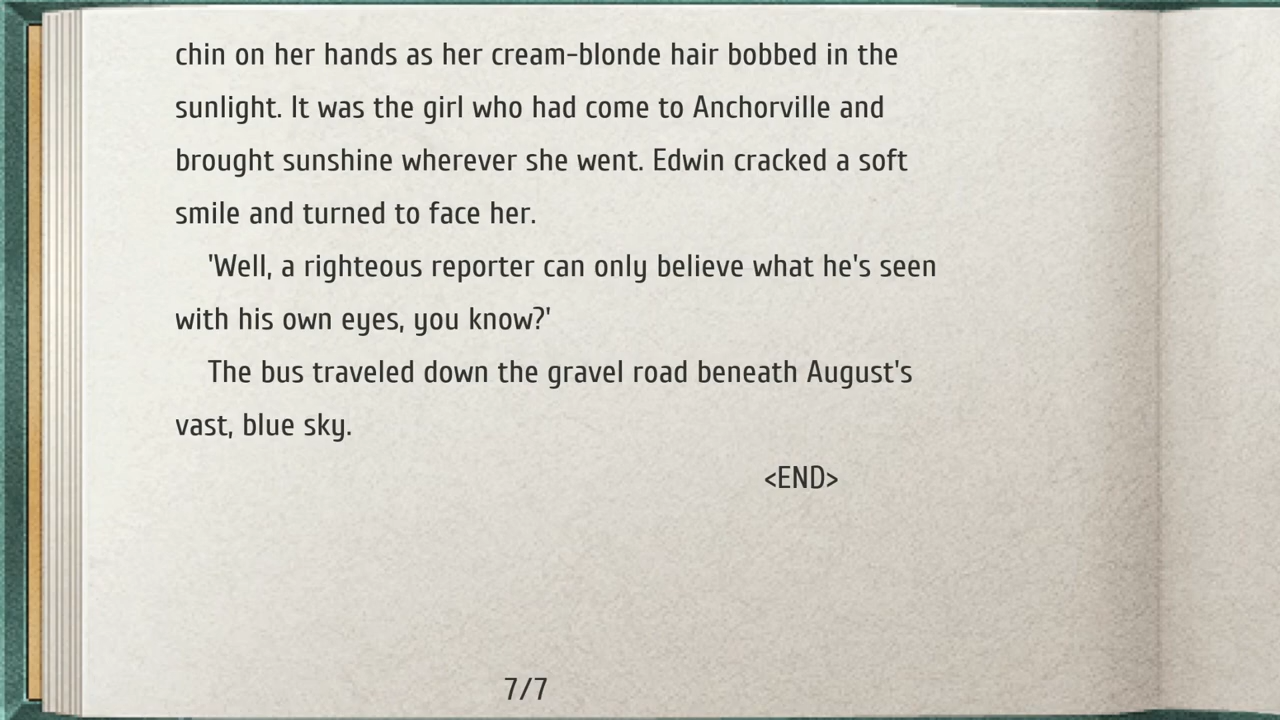 chin on her hands as her cream-blonde hair bobbed in the
sunlight. It was the girl who had come to Anchorville and
brought sunshine wherever she went. Edwin cracked a soft
smile and turned to face her.
'Well, a righteous reporter can only believe what he's seen
with his own eyes, you know?'
The bus traveled down the gravel road beneath August's
vast, blue sky.
<END>
7/7